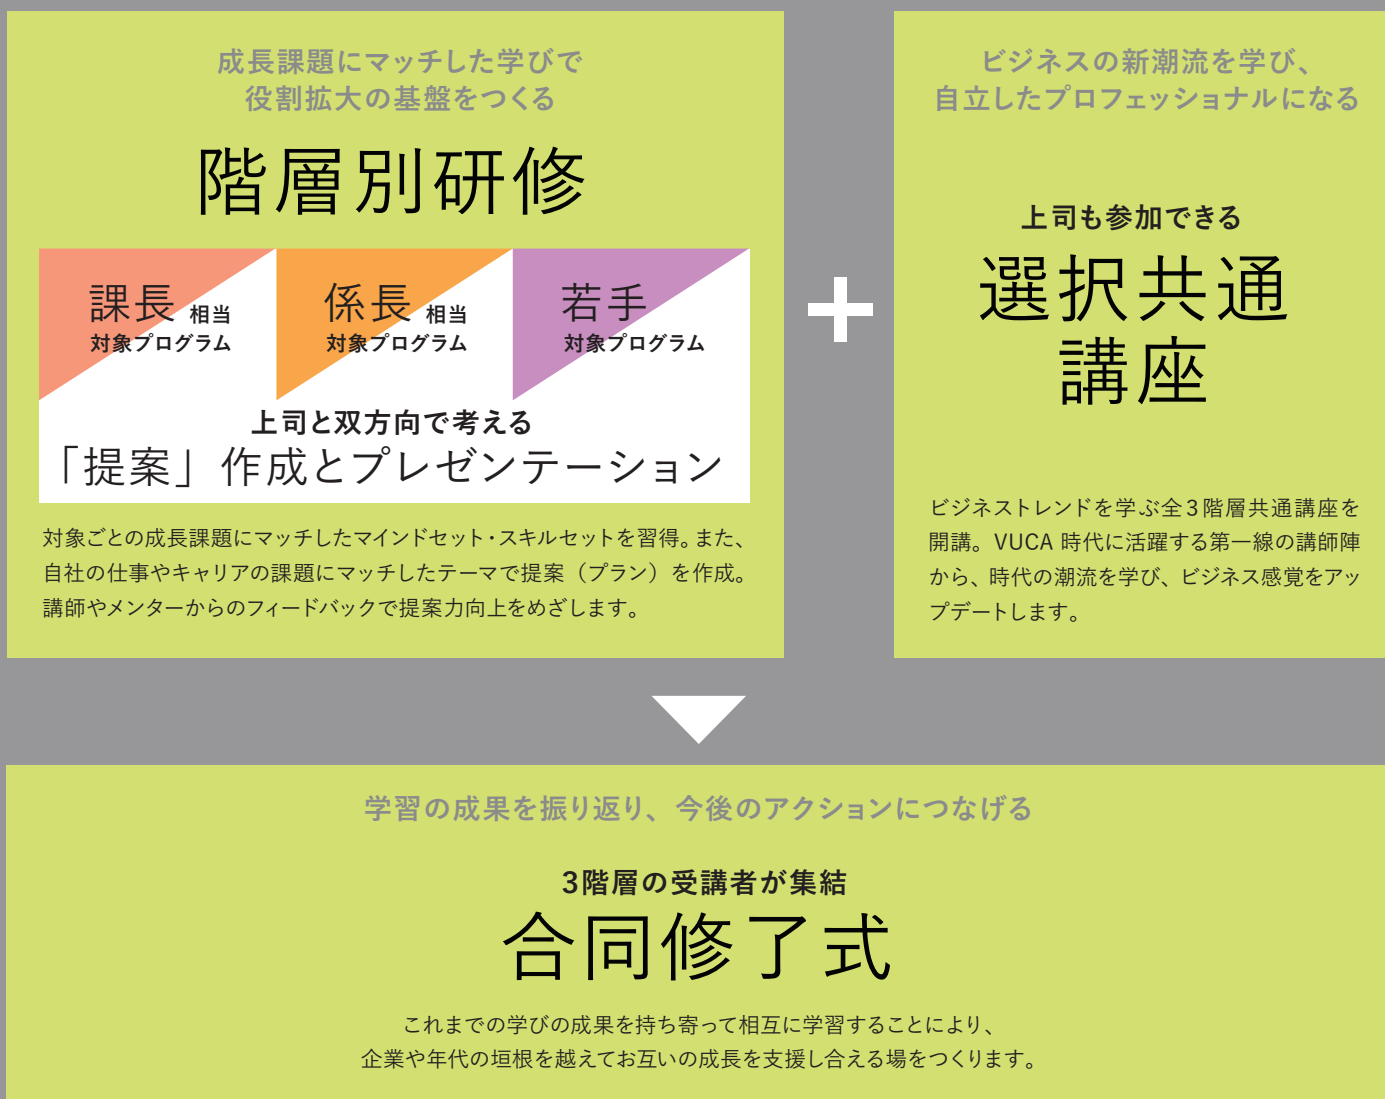 成長課題にマッチした学びで
役割拡大の基盤をつくる
階層別研修
課長 相当
対象プログラム
係長 相当
対象プログラム
若手
対象プログラム
上司と双方向で考える
「提案」作成とプレゼンテーション
対象ごとの成長課題にマッチしたマインドセット・スキルセットを習得。また、
自社の仕事やキャリアの課題にマッチしたテーマで提案（プラン）を作成。
講師やメンターからのフィードバックで提案力向上をめざします。
ビジネスの新潮流を学び、
自立したプロフェッショナルになる
上司も参加できる
選択共通
講座
ビジネストレンドを学ぶ全3階層共通講座を
開講。VUCA 時代に活躍する第一線の講師陣
から、時代の潮流を学び、ビジネス感覚をアッ
プデートします。
学習の成果を振り返り、今後のアクションにつなげる
3階層の受講者が集結
合同修了式
これまでの学びの成果を持ち寄って相互に学習することにより、
企業や年代の垣根を越えてお互いの成長を支援し合える場をつくります。